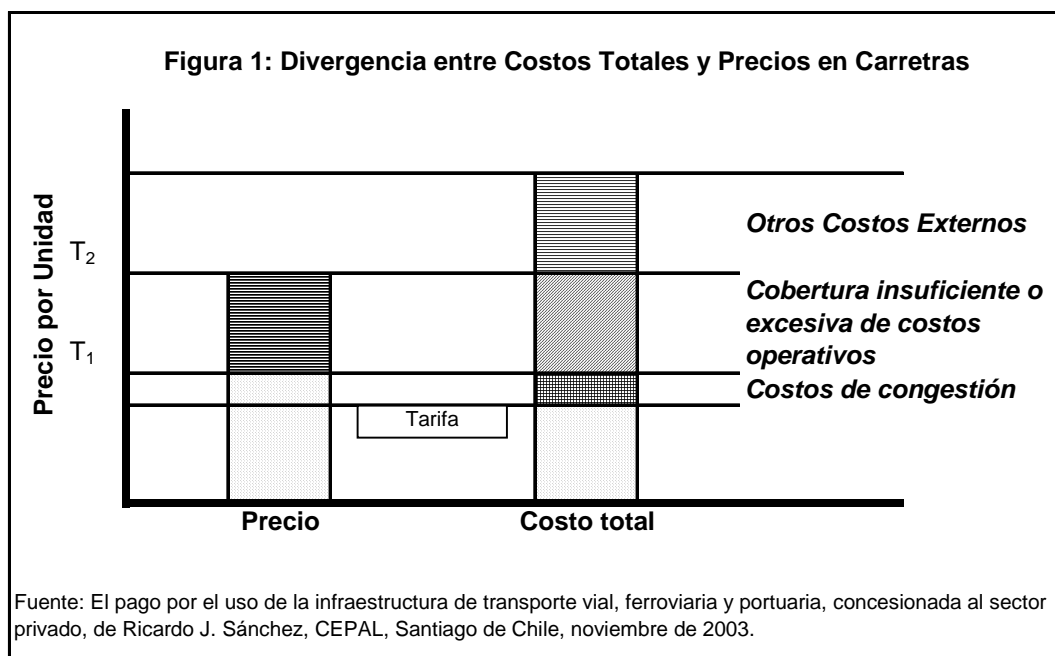 Figura 1: Divergencia entre Costos Totales y Precios en Carretras
Precio por Unidad
T2
T1
Otros Costos Externos
Cobertura insuficiente o
excesiva de costos
operativos
Costos de congestión
Tarifa
Precio
Costo total
Fuente: El pago por el uso de la infraestructura de transporte vial, ferroviaria y portuaria, concesionada al sector
privado, de Ricardo J. Sánchez, CEPAL, Santiago de Chile, noviembre de 2003.